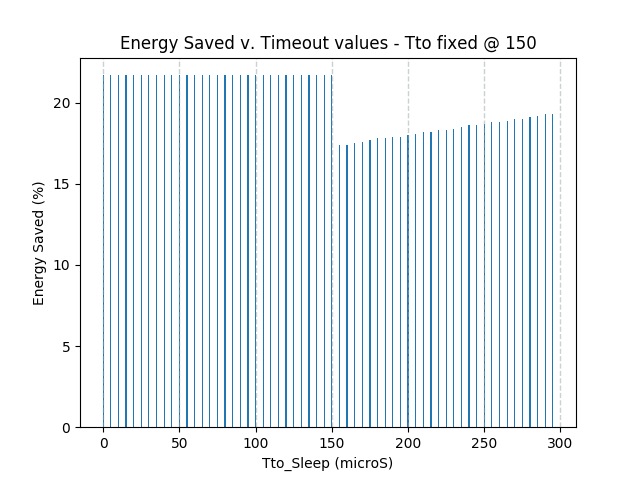 Energy Saved v. Timeout values - Tto fixed @ 150
Energy Saved (%)
20
15
10
5
0
0 50 100 150 200 250 300
Tto_Sleep (microS)